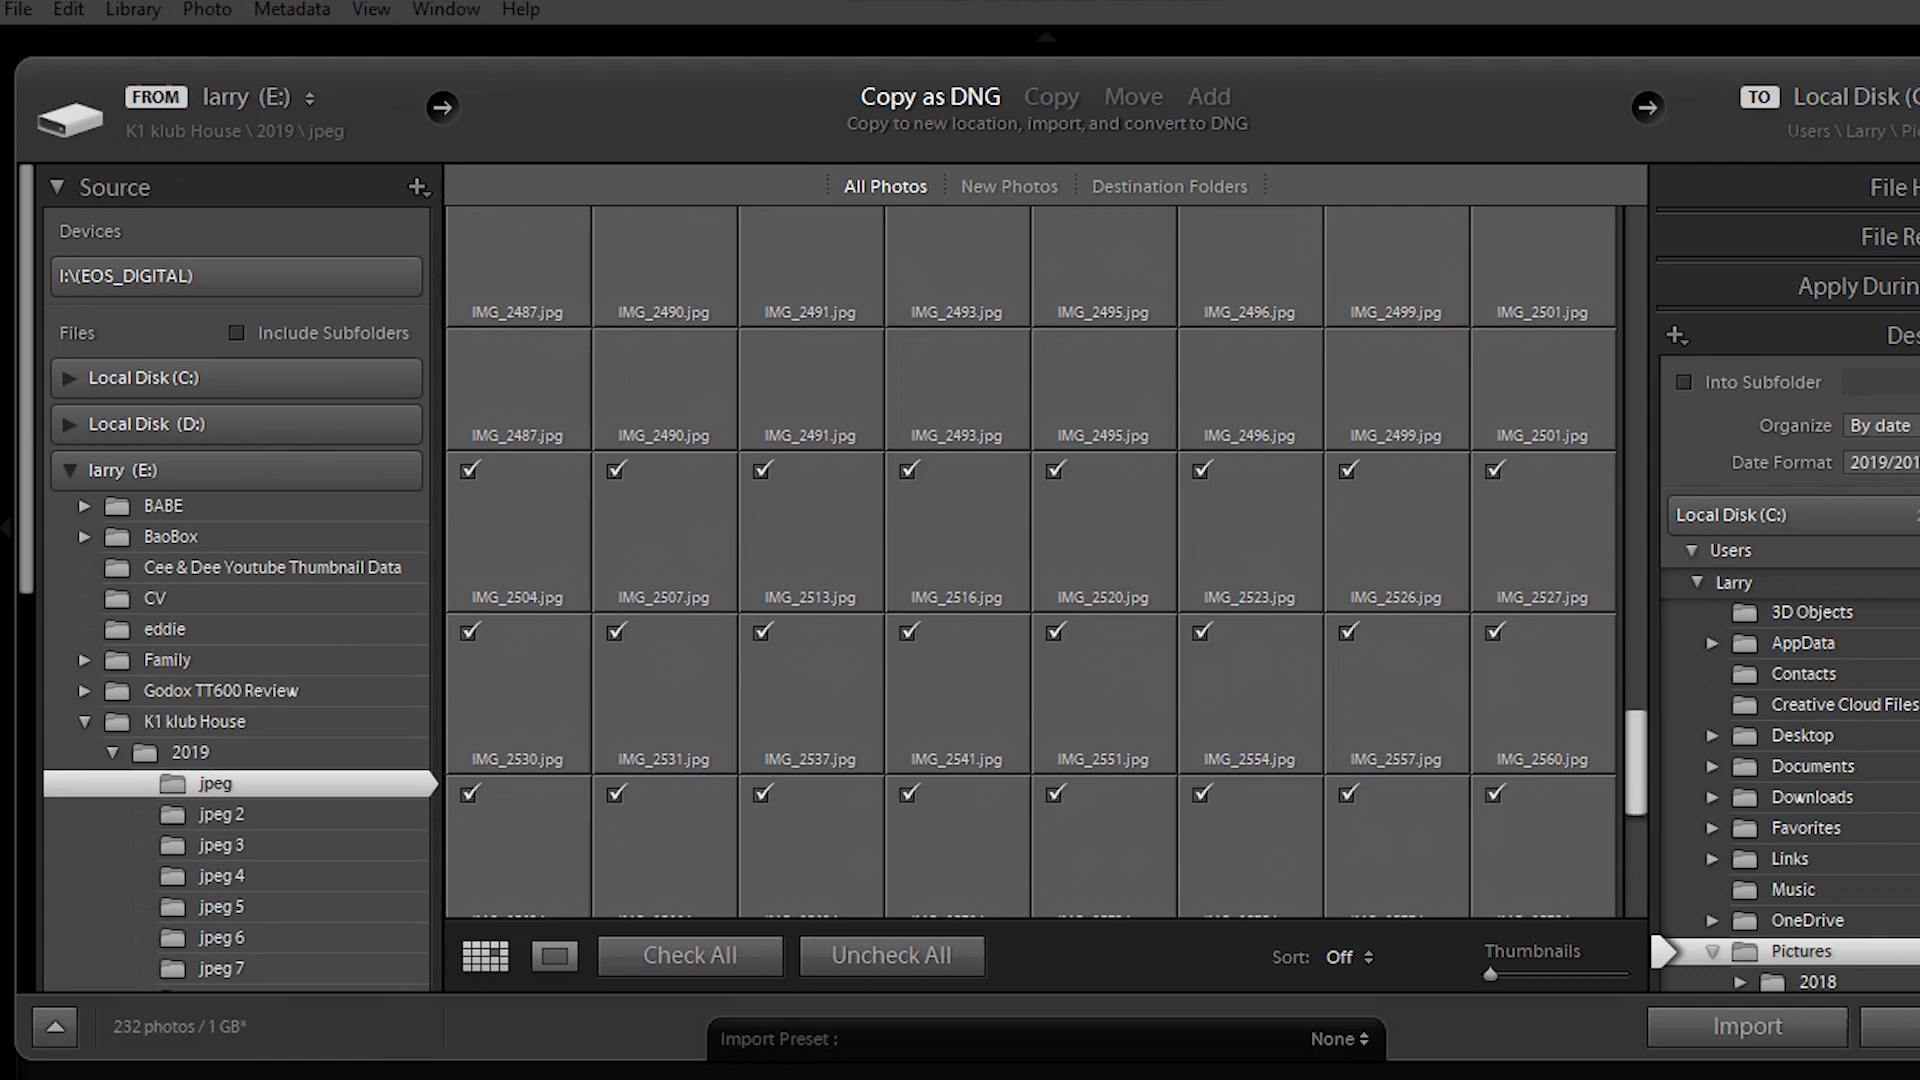 File Edit Library Photo Metadata View Window Help
FROM larry (E:)
K1 klub House \ 2019 \ jpeg
Copy as DNG Copy Move Add
Copy to new location, import, and convert to DNG
TO Local Disk (C
Users \ Larry \ Pic
Source
Devices
I:\(EOS_DIGITAL)
Files Include Subfolders
Local Disk (C:)
Local Disk (D:)
larry (E:)
BABE
BaoBox
Cee & Dee Youtube Thumbnail Data
CV
eddie
Family
Godox TT600 Review
K1 klub House
2019
jpeg
jpeg 2
jpeg 3
jpeg 4
jpeg 5
jpeg 6
jpeg 7
All Photos New Photos Destination Folders
IMG_2487.jpg IMG_2490.jpg IMG_2491.jpg IMG_2493.jpg IMG_2495.jpg IMG_2496.jpg IMG_2499.jpg IMG_2501.jpg
IMG_2487.jpg IMG_2490.jpg IMG_2491.jpg IMG_2493.jpg IMG_2495.jpg IMG_2496.jpg IMG_2499.jpg IMG_2501.jpg
IMG_2504.jpg IMG_2507.jpg IMG_2513.jpg IMG_2516.jpg IMG_2520.jpg IMG_2523.jpg IMG_2526.jpg IMG_2527.jpg
IMG_2530.jpg IMG_2531.jpg IMG_2537.jpg IMG_2541.jpg IMG_2551.jpg IMG_2554.jpg IMG_2557.jpg IMG_2560.jpg
Check All Uncheck All Sort: Off Thumbnails
File H
File Re
Apply Durin
Des
Into Subfolder
Organize By date
Date Format 2019/201
Local Disk (C:)
Users
Larry
3D Objects
AppData
Contacts
Creative Cloud Files
Desktop
Documents
Downloads
Favorites
Links
Music
OneDrive
Pictures
2018
232 photos / 1 GB*
Import Preset : None
Import